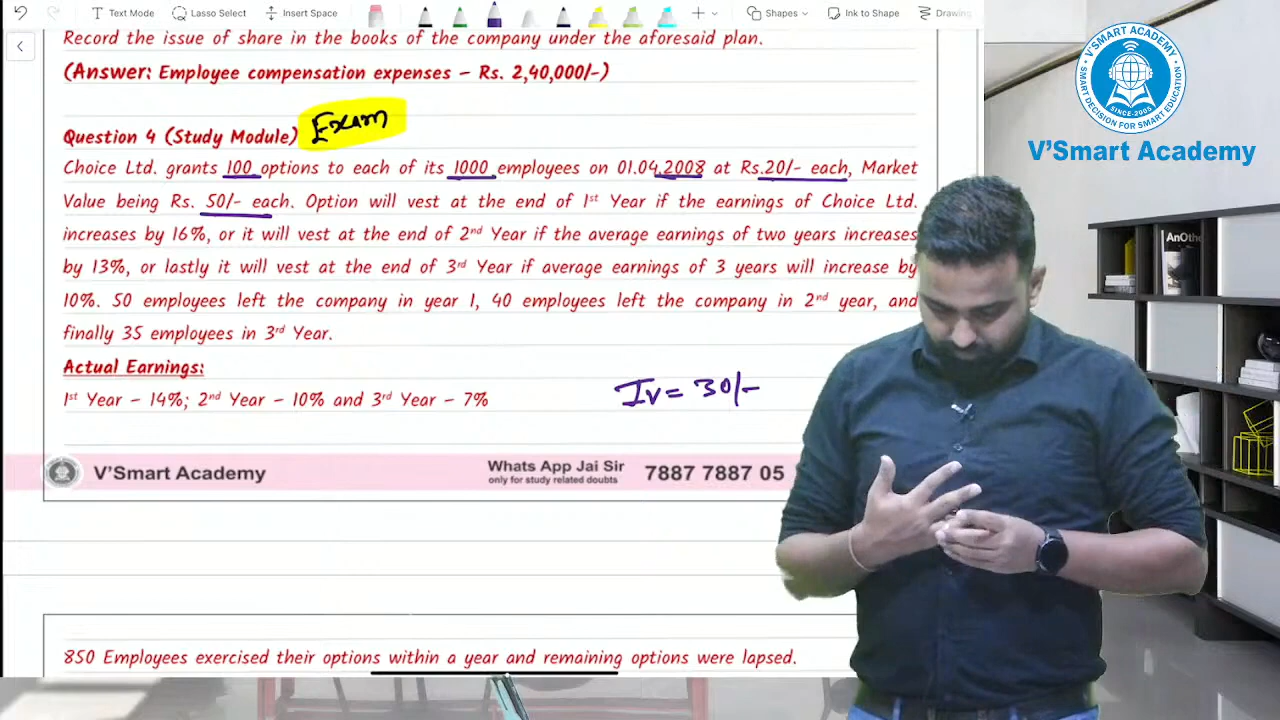 Text Mode Lasso Select Insert Space Shapes Ink to Shape Drawing
Record the issue of share in the books of the company under the aforesaid plan.
(Answer: Employee compensation expenses – Rs. 2,40,000/-)
Question 4 (Study Module) Exam
Choice Ltd. grants 100 options to each of its 1000 employees on 01.04.2008 at Rs.20/- each, Market
Value being Rs. 50/- each. Option will vest at the end of 1st Year if the earnings of Choice Ltd.
increases by 16%, or it will vest at the end of 2nd Year if the average earnings of two years increases
by 13%, or lastly it will vest at the end of 3rd Year if average earnings of 3 years will increase by
10%. 50 employees left the company in year 1, 40 employees left the company in 2nd year, and
finally 35 employees in 3rd Year.
Actual Earnings:
1st Year – 14%; 2nd Year – 10% and 3rd Year – 7%
Iv = 30/-
V'Smart Academy
Whats App Jai Sir
only for study related doubts
7887 7887 05
850 Employees exercised their options within a year and remaining options were lapsed.
V'SMART ACADEMY
SMART DECISION FOR SMART EDUCATION
SINCE-2005
V'Smart Academy
AnOthe